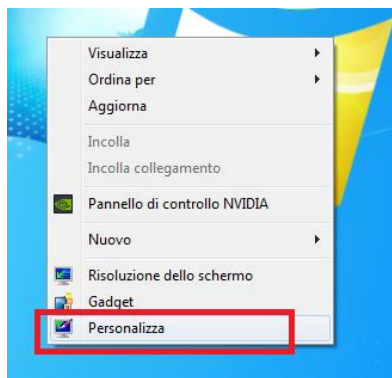 Visualizza
Ordina per
Aggiorna
Incolla
Incolla collegamento
Pannello di controllo NVIDIA
Nuovo
Risoluzione dello schermo
Gadget
Personalizza